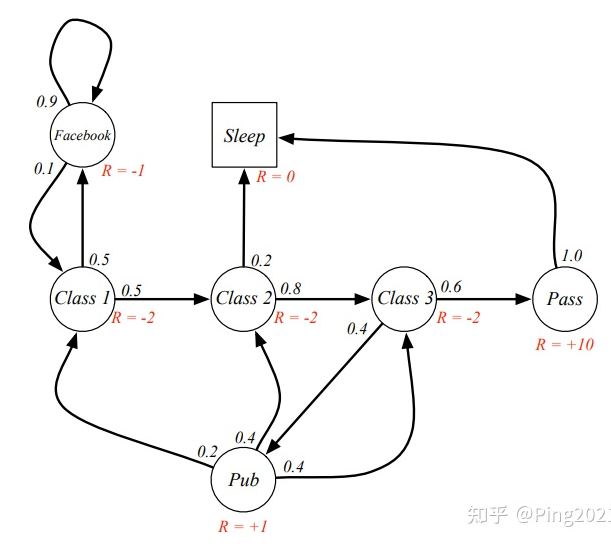 0.9
Facebook
0.1
R = -1
Sleep
R = 0
0.5
0.2
1.0
Class 1
0.5
R = -2
Class 2
0.8
R = -2
Class 3
0.6
R = -2
Pass
R = +10
0.4
0.2
0.4
0.4
Pub
R = +1
知乎 @Ping2021